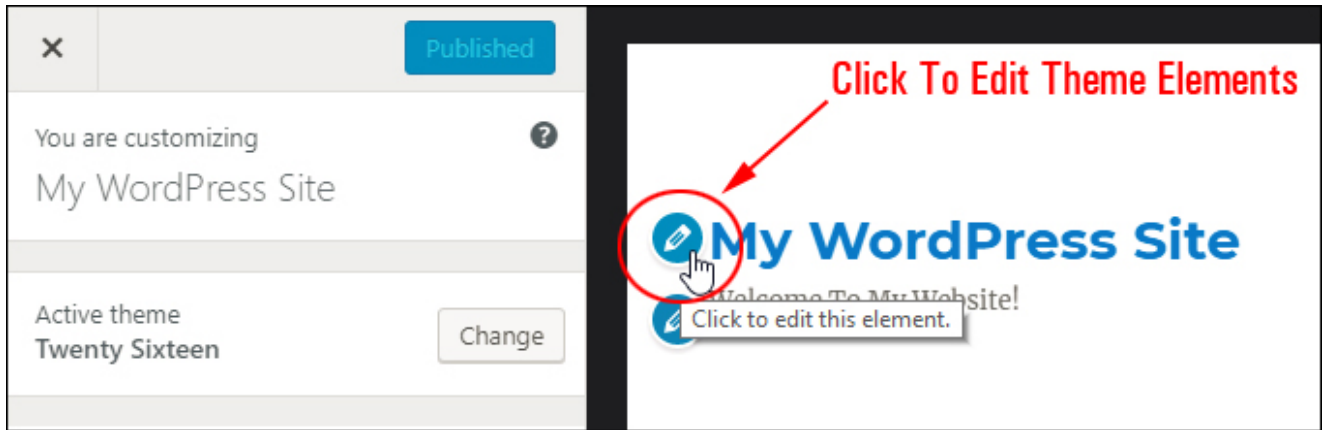 Published
You are customizing
My WordPress Site
Active theme
Twenty Sixteen
Change
Click To Edit Theme Elements
My WordPress Site
Welcome To My Website!
Click to edit this element.